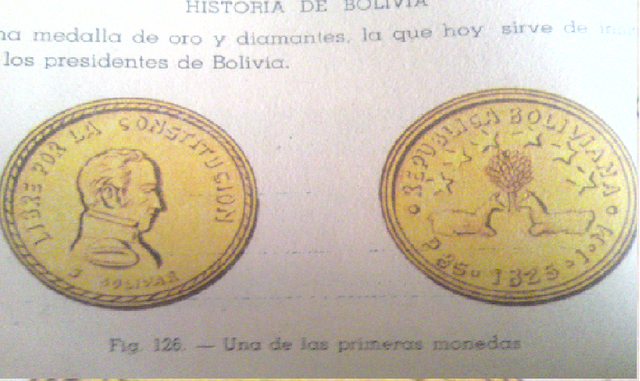 HISTORIA DE BOLIVIA
na medalla de oro y diamantes, la que hoy sirve de
los presidentes de Bolivia.
LIBRE POR LA CONSTITUCION
BOLIVAR
REPUBLICA BOLIVIANA
1825
Fig. 126. — Una de las primeras monedas